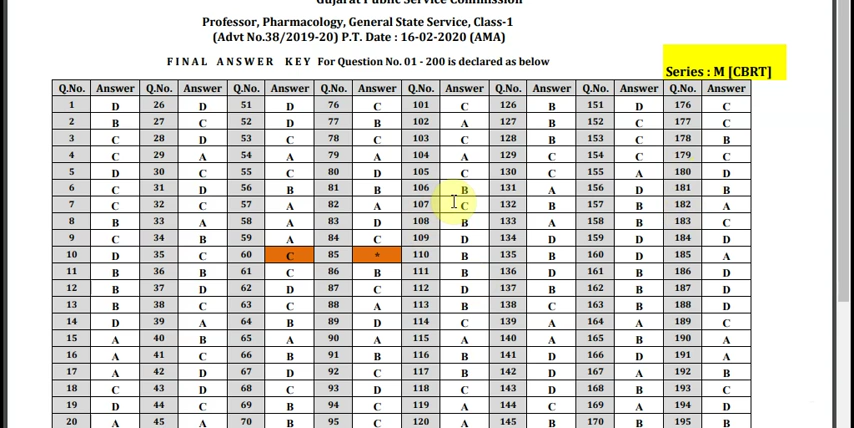 Gujarat Public Service Commission
Professor, Pharmacology, General State Service, Class-1
(Advt No.38/2019-20) P.T. Date : 16-02-2020 (AMA)
FINAL ANSWER KEY For Question No. 01 - 200 is declared as below
Series : M [CBRT]
Q.No. Answer Q.No. Answer Q.No. Answer Q.No. Answer Q.No. Answer Q.No. Answer Q.No. Answer Q.No. Answer
1 D 26 D 51 D 76 C 101 C 126 B 151 D 176 C
2 B 27 C 52 D 77 B 102 A 127 B 152 C 177 C
3 C 28 D 53 C 78 C 103 C 128 B 153 C 178 B
4 C 29 A 54 A 79 A 104 A 129 C 154 C 179 C
5 D 30 C 55 C 80 D 105 C 130 C 155 A 180 D
6 C 31 D 56 B 81 B 106 B 131 A 156 D 181 B
7 C 32 C 57 A 82 A 107 C 132 B 157 B 182 A
8 B 33 A 58 A 83 D 108 B 133 A 158 B 183 C
9 C 34 B 59 A 84 C 109 D 134 D 159 D 184 D
10 D 35 C 60 C 85 * 110 B 135 B 160 D 185 A
11 B 36 B 61 C 86 B 111 B 136 D 161 B 186 D
12 B 37 D 62 D 87 C 112 D 137 B 162 B 187 D
13 B 38 C 63 C 88 A 113 B 138 C 163 B 188 D
14 D 39 A 64 B 89 D 114 C 139 A 164 A 189 C
15 A 40 B 65 A 90 A 115 A 140 A 165 B 190 A
16 A 41 C 66 B 91 B 116 B 141 D 166 D 191 A
17 A 42 D 67 D 92 C 117 B 142 D 167 A 192 B
18 C 43 D 68 C 93 D 118 C 143 D 168 B 193 C
19 D 44 C 69 B 94 C 119 A 144 C 169 A 194 D
20 A 45 A 70 B 95 C 120 A 145 B 170 B 195 B